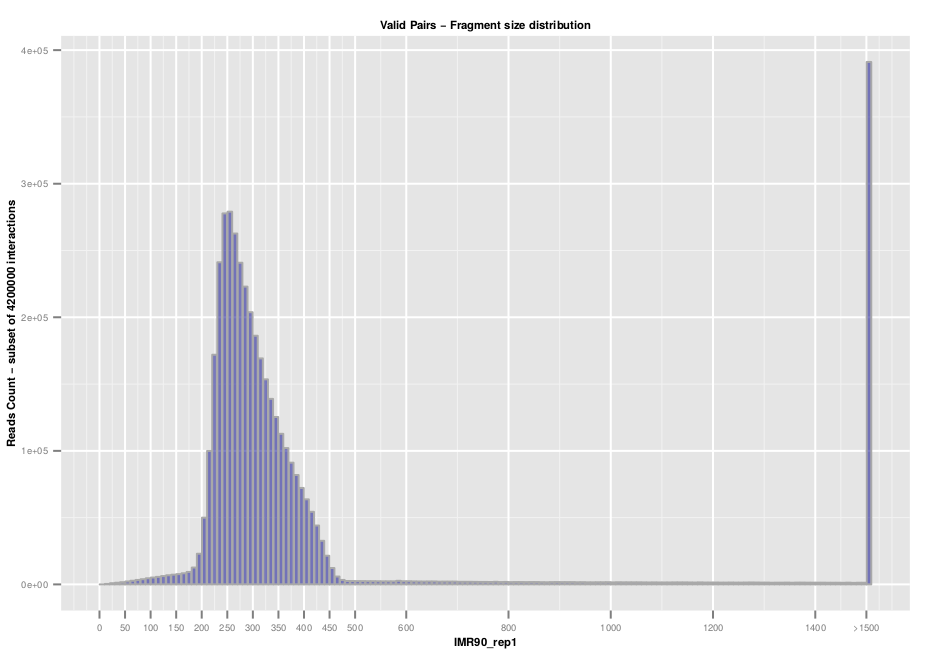 Valid Pairs − Fragment size distribution
Reads Count − subset of 4200000 interactions
4e+05
3e+05
2e+05
1e+05
0e+00
0 50 100 150 200 250 300 350 400 450 500 600 800 1000 1200 1400 >1500
IMR90_rep1